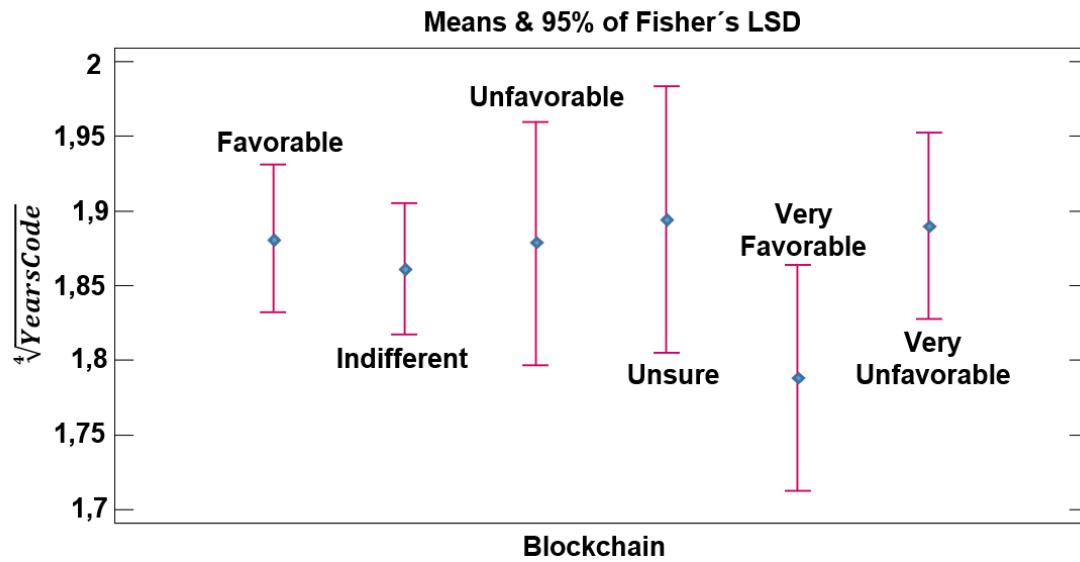 Means & 95% of Fisher´s LSD
2
1,95
1,9
1,85
1,8
1,75
1,7
∜YearsCode
Favorable
Indifferent
Unfavorable
Unsure
Very
Favorable
Very
Unfavorable
Blockchain